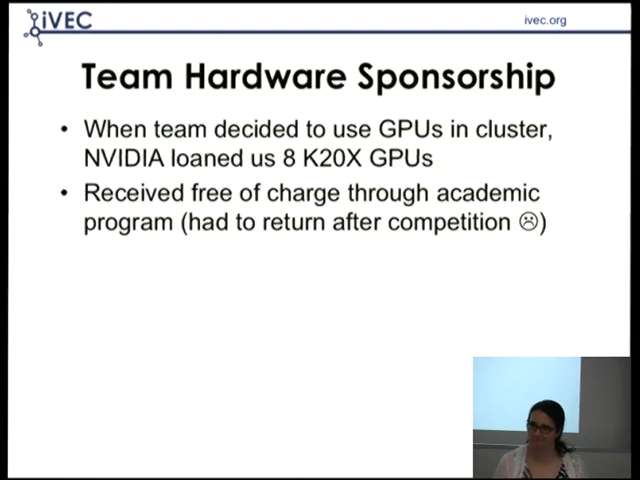 iVEC
ivec.org
Team Hardware Sponsorship
• When team decided to use GPUs in cluster,
NVIDIA loaned us 8 K20X GPUs
• Received free of charge through academic
program (had to return after competition ☹)